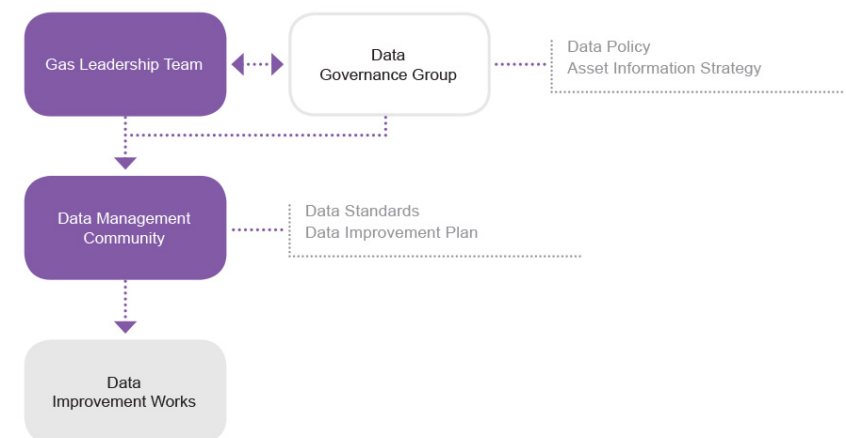 Gas Leadership Team
Data
Governance Group
Data Policy
Asset Information Strategy
Data Management
Community
Data Standards
Data Improvement Plan
Data
Improvement Works